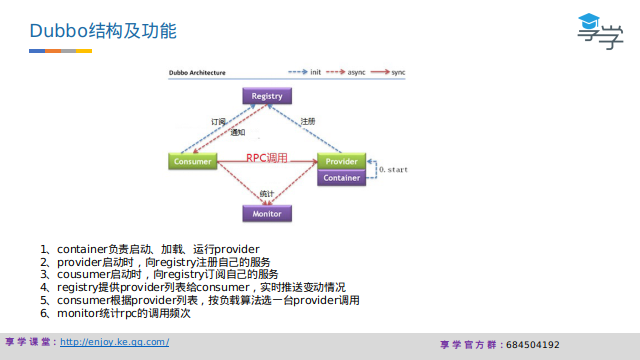 Dubbo结构及功能
享学
Dubbo Architecture
init
async
sync
Registry
订阅
注册
通知
Consumer
RPC调用
Provider
Container
0.start
统计
Monitor
1、container负责启动、加载、运行provider
2、provider启动时，向registry注册自己的服务
3、cousumer启动时，向registry订阅自己的服务
4、registry提供provider列表给consumer，实时推送变动情况
5、consumer根据provider列表，按负载算法选一台provider调用
6、monitor统计rpc的调用频次
享学课堂：http://enjoy.ke.qq.com/
享学官方群：684504192